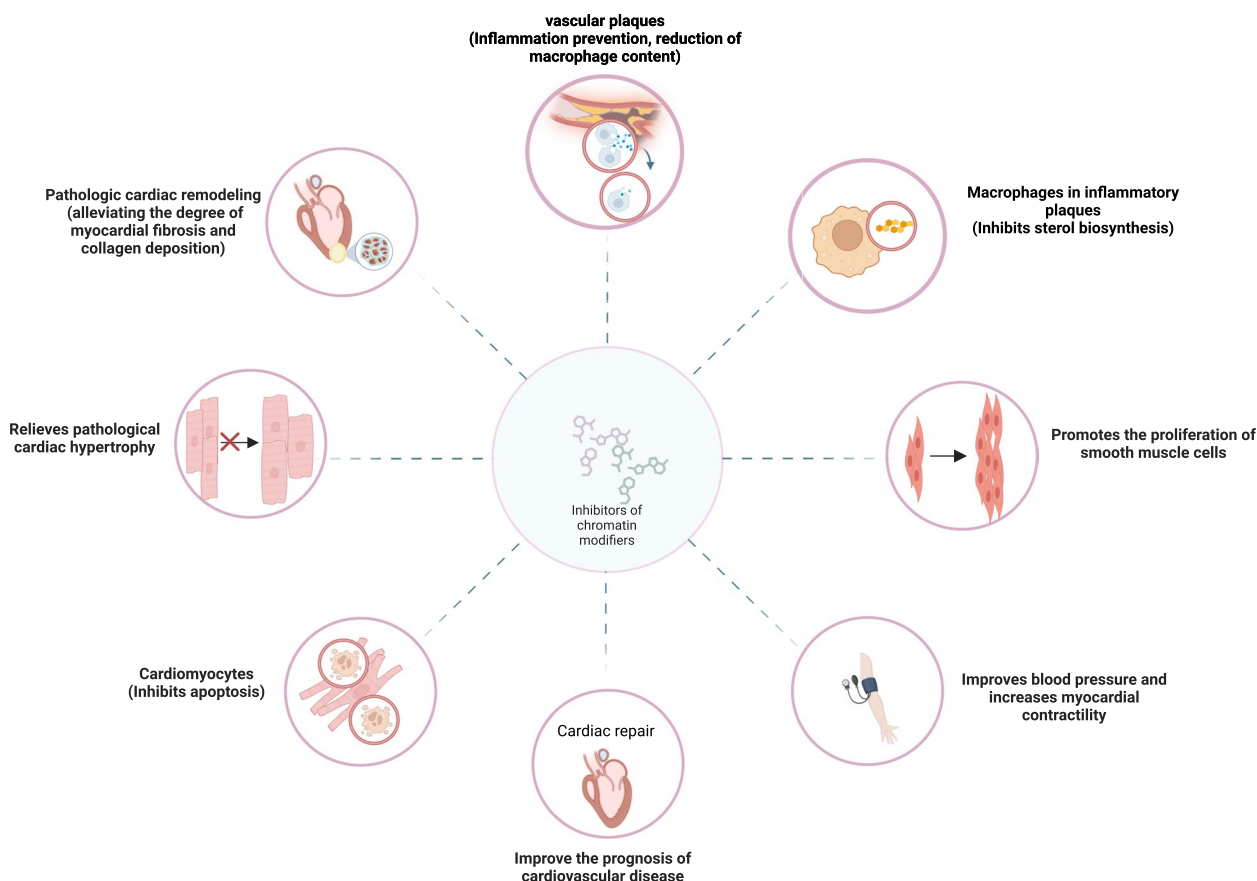 vascular plaques
(Inflammation prevention, reduction of
macrophage content)
Pathologic cardiac remodeling
(alleviating the degree of
myocardial fibrosis and
collagen deposition)
Macrophages in inflammatory
plaques
(Inhibits sterol biosynthesis)
Relieves pathological
cardiac hypertrophy
Promotes the proliferation of
smooth muscle cells
Inhibitors of
chromatin
modifiers
Cardiomyocytes
(Inhibits apoptosis)
Improves blood pressure and
increases myocardial
contractility
Cardiac repair
Improve the prognosis of
cardiovascular disease